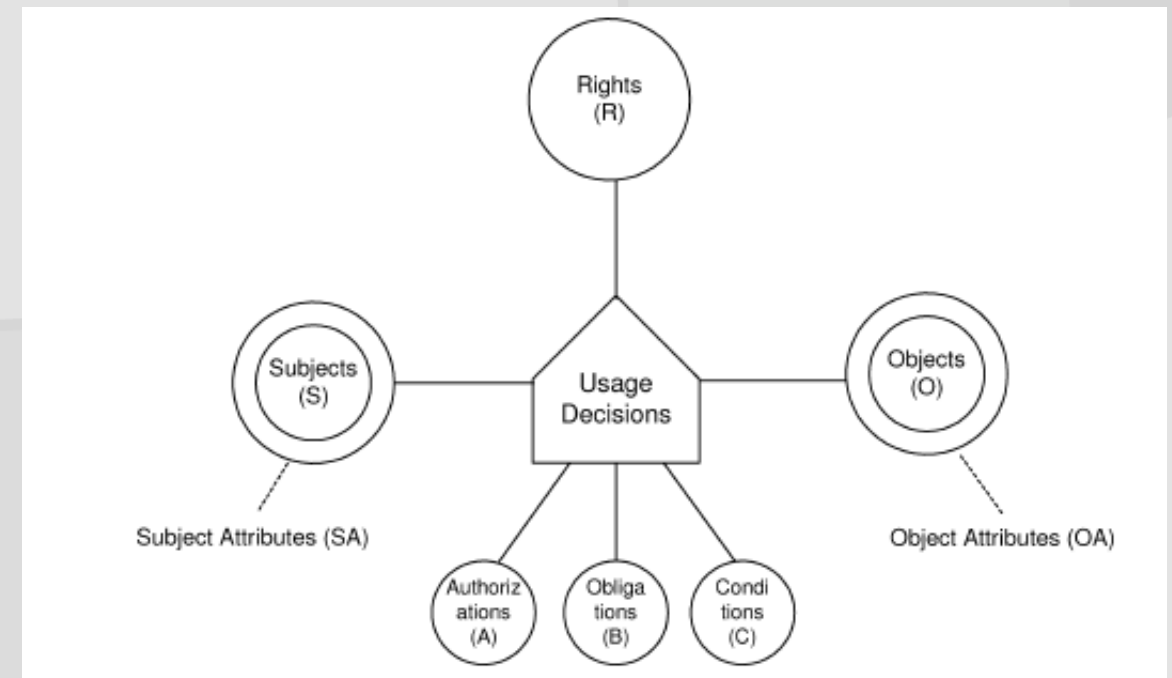 Rights
(R)
Subjects
(S)
Objects
(O)
Usage
Decisions
Subject Attributes (SA)
Object Attributes (OA)
Authoriz
ations
(A)
Obliga
tions
(B)
Condi
tions
(C)